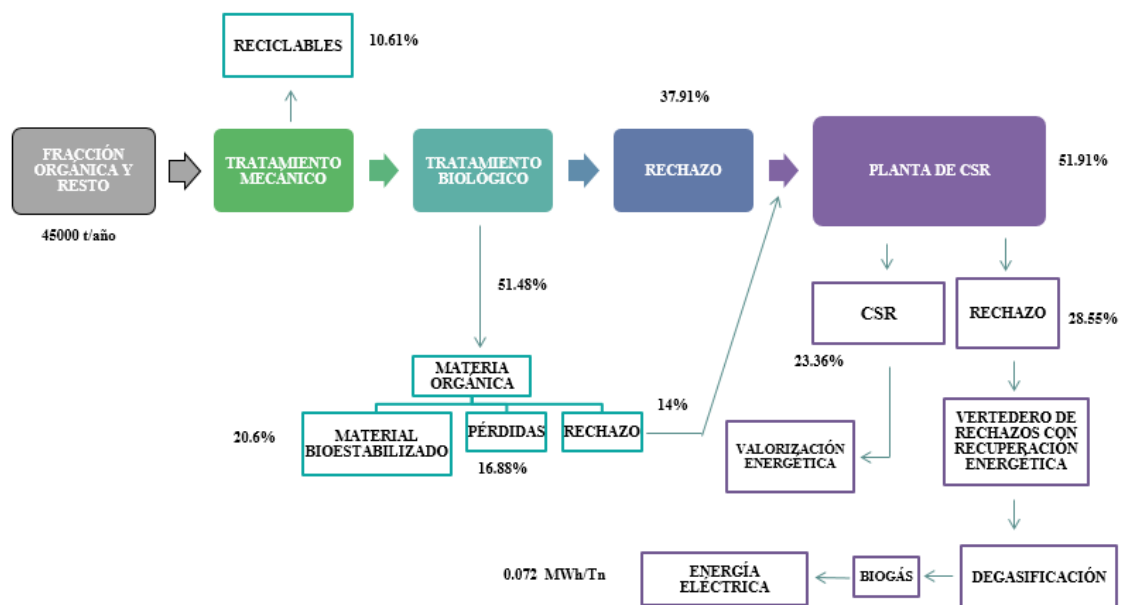 RECICLABLES
10.61%
37.91%
FRACCIÓN
ORGÁNICA Y
RESTO
TRATAMIENTO
MECÁNICO
TRATAMIENTO
BIOLÓGICO
RECHAZO
PLANTA DE CSR
51.91%
45000 t/año
51.48%
CSR
RECHAZO
28.55%
23.36%
MATERIA
ORGÁNICA
20.6%
MATERIAL
BIOESTABILIZADO
PÉRDIDAS
16.88%
RECHAZO
14%
VALORIZACIÓN
ENERGÉTICA
VERTEDERO DE
RECHAZOS CON
RECUPERACIÓN
ENERGÉTICA
0.072 MWh/Tn
ENERGÍA
ELÉCTRICA
BIOGÁS
DEGASIFICACIÓN